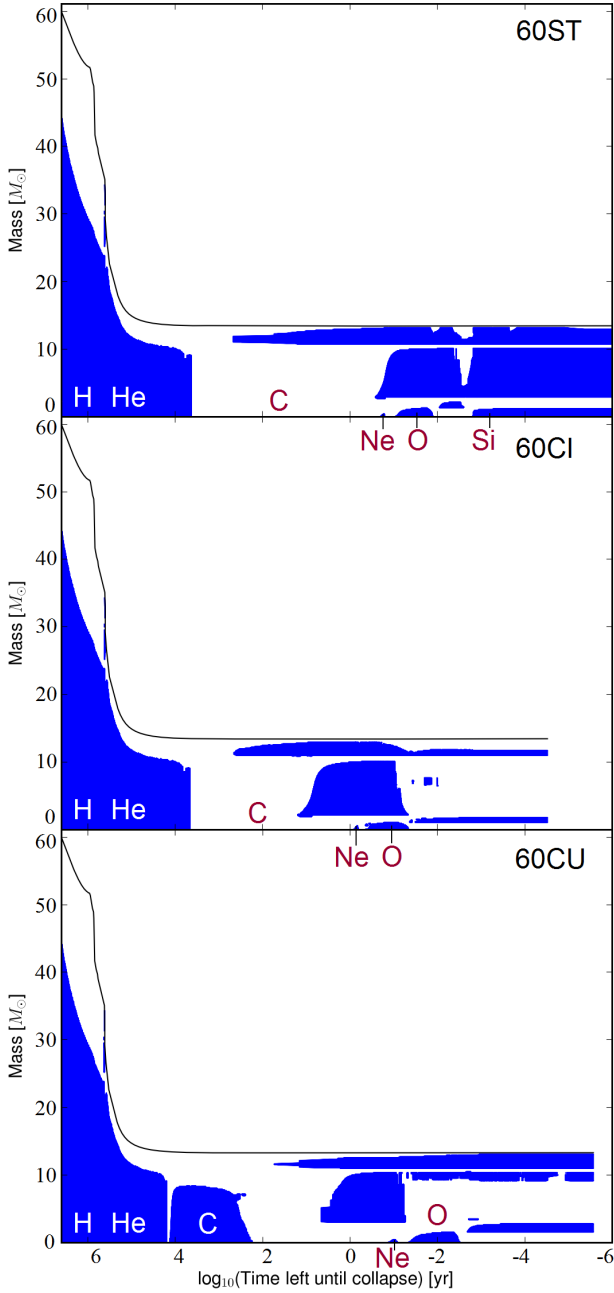 60ST
60
50
40
30
20
10
0
Mass [M☉]
H He C
Ne O Si
60CI
60
50
40
30
20
10
0
Mass [M☉]
H He C
Ne O
60CU
60
50
40
30
20
10
0
Mass [M☉]
H He C O
Ne
6 4 2 0 -2 -4 -6
log10(Time left until collapse) [yr]